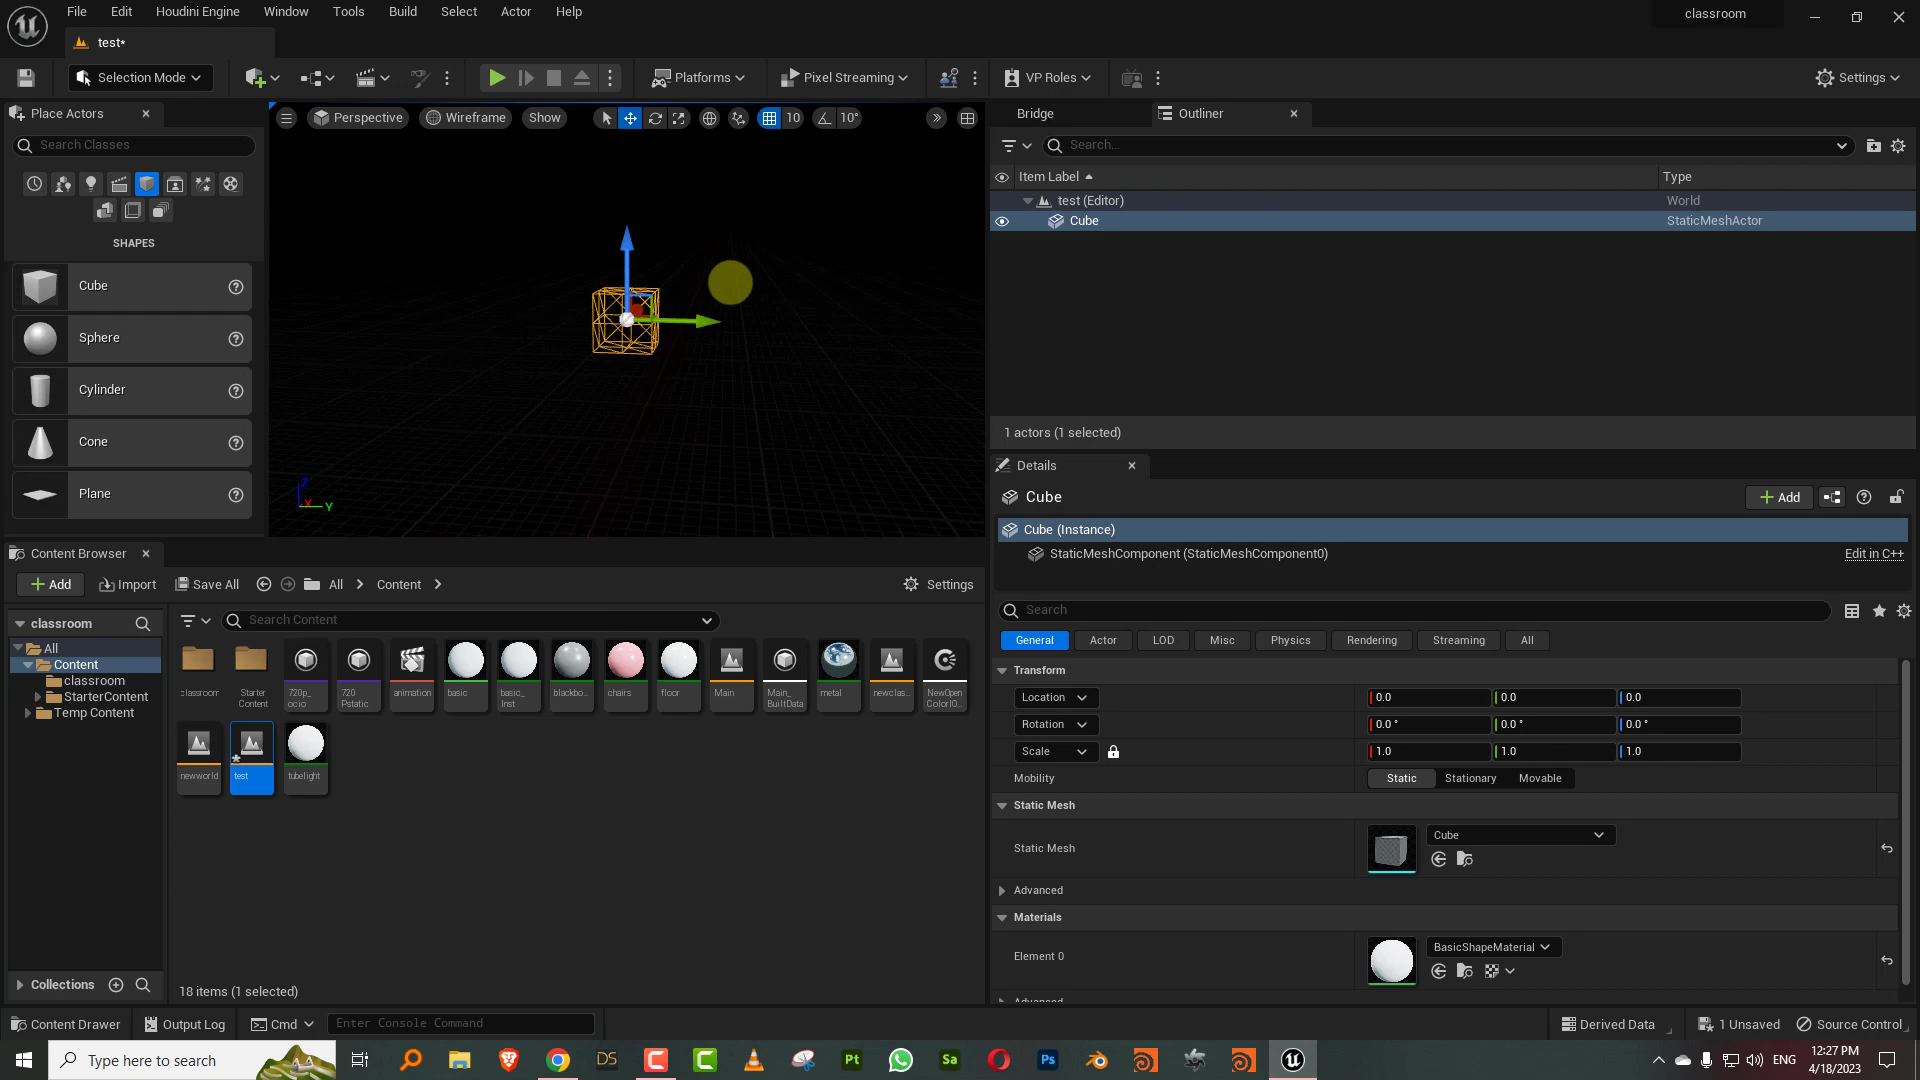 File Edit Houdini Engine Window Tools Build Select Actor Help
classroom
test*
Selection Mode
Platforms
Pixel Streaming
VP Roles
Settings
Place Actors
Search Classes
SHAPES
Cube
Sphere
Cylinder
Cone
Plane
Perspective
Wireframe
Show
10
10°
Z
X
Y
Bridge
Outliner
Search...
Item Label
Type
test (Editor)
World
Cube
StaticMeshActor
1 actors (1 selected)
Details
Cube
Add
Cube (Instance)
StaticMeshComponent (StaticMeshComponent0)
Edit in C++
Search
General
Actor
LOD
Misc
Physics
Rendering
Streaming
All
Transform
Location
0.0
0.0
0.0
Rotation
0.0 °
0.0 °
0.0 °
Scale
1.0
1.0
1.0
Mobility
Static
Stationary
Movable
Static Mesh
Static Mesh
Cube
Advanced
Materials
Element 0
BasicShapeMaterial
Advanced
Content Browser
Add
Import
Save All
All
Content
Settings
classroom
All
Content
classroom
StarterContent
Temp Content
Collections
Search Content
classroom
Starter
Content
720p_
ocio
720
Pstatic
animation
basic
basic_
Inst
blackbo...
chairs
floor
Main
Main_
BuiltData
metal
newclas...
NewOpen
ColorIO...
newworld
test
tubelight
18 items (1 selected)
Content Drawer
Output Log
Cmd
Enter Console Command
Derived Data
1 Unsaved
Source Control
Type here to search
DS
Pt
Sa
Ps
ENG
12:27 PM
4/18/2023